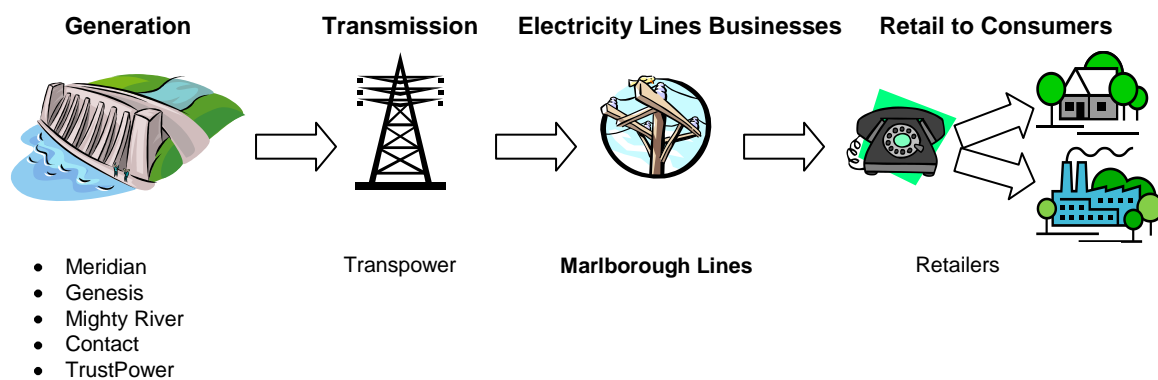 Generation
Transmission
Electricity Lines Businesses
Retail to Consumers
• Meridian
• Genesis
• Mighty River
• Contact
• TrustPower
Transpower
Marlborough Lines
Retailers